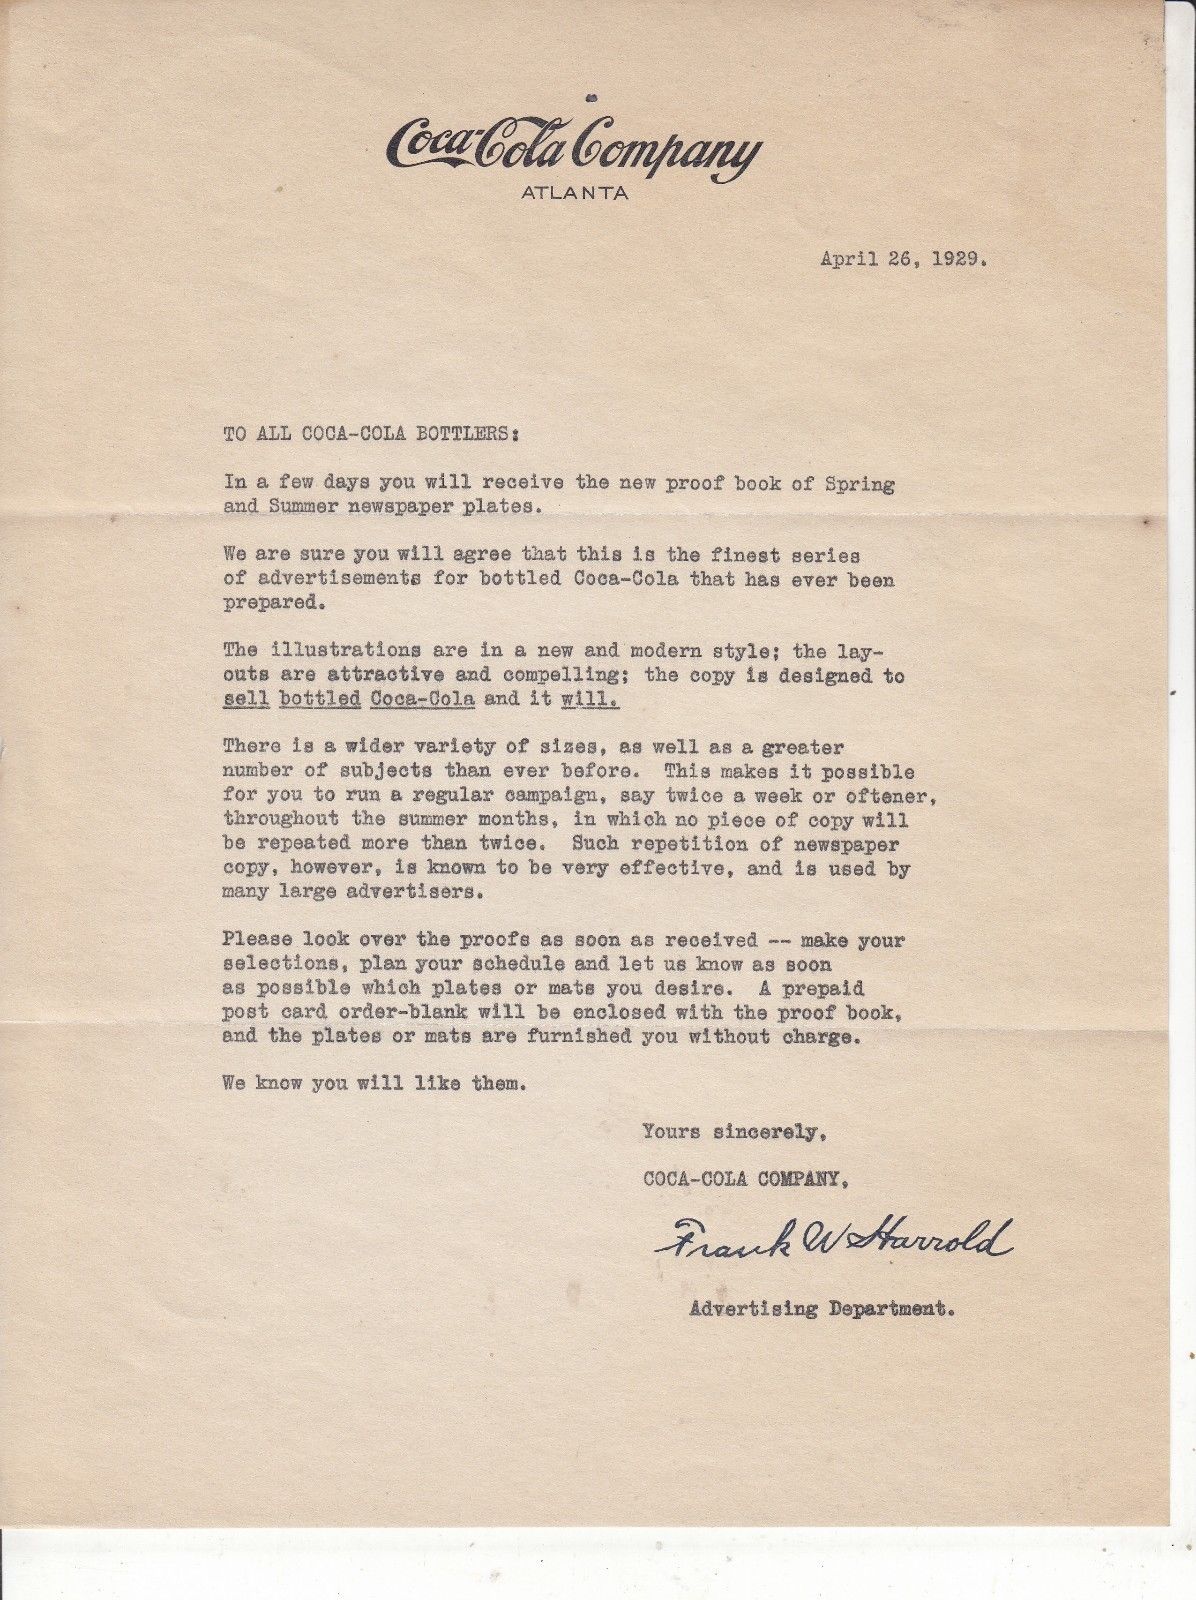 Coca-Cola Company
ATLANTA
April 26, 1929.
TO ALL COCA-COLA BOTTLERS:
In a few days you will receive the new proof book of Spring
and Summer newspaper plates.
We are sure you will agree that this is the finest series
of advertisements for bottled Coca-Cola that has ever been
prepared.
The illustrations are in a new and modern style; the lay-
outs are attractive and compelling; the copy is designed to
sell bottled Coca-Cola and it will.
There is a wider variety of sizes, as well as a greater
number of subjects than ever before. This makes it possible
for you to run a regular campaign, say twice a week or oftener,
throughout the summer months, in which no piece of copy will
be repeated more than twice. Such repetition of newspaper
copy, however, is known to be very effective, and is used by
many large advertisers.
Please look over the proofs as soon as received -- make your
selections, plan your schedule and let us know as soon
as possible which plates or mats you desire. A prepaid
post card order-blank will be enclosed with the proof book,
and the plates or mats are furnished you without charge.
We know you will like them.
Yours sincerely,
COCA-COLA COMPANY,
Frank W Harrold
Advertising Department.